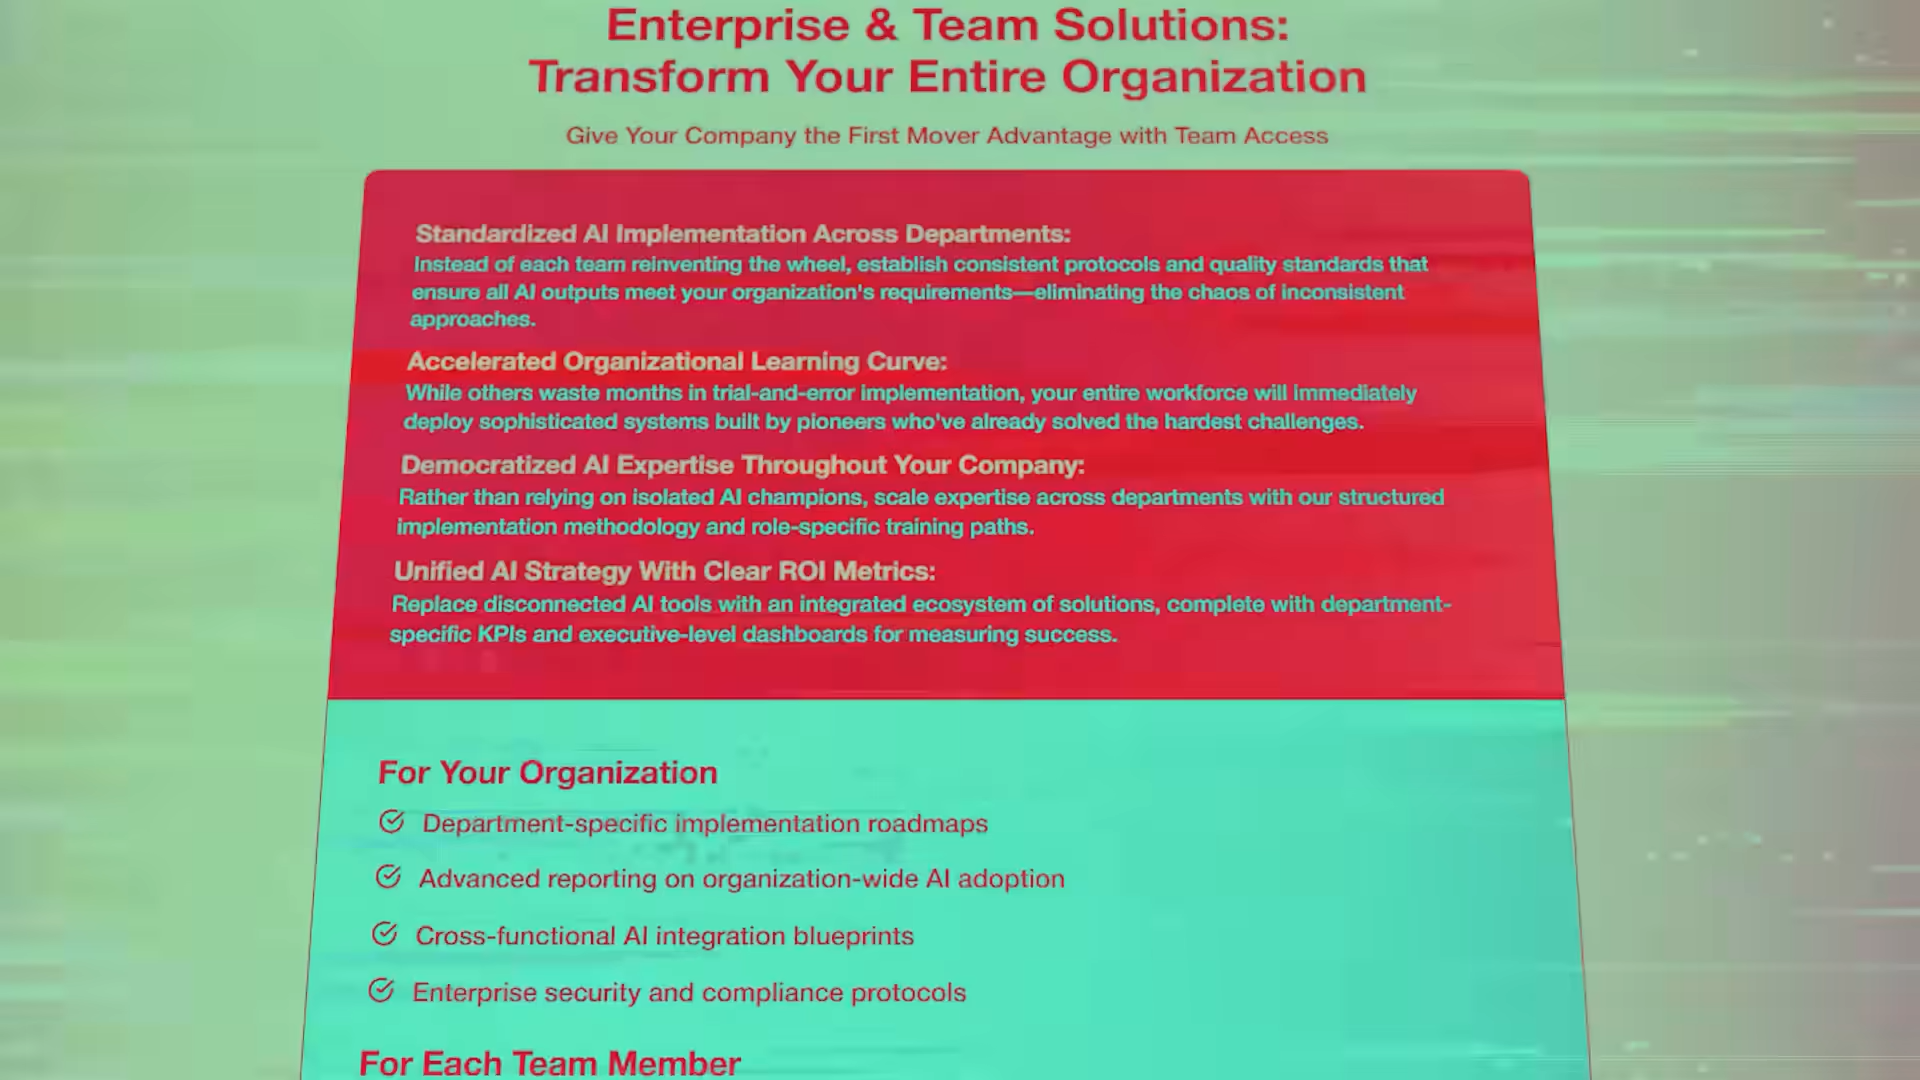 Enterprise & Team Solutions:
Transform Your Entire Organization
Give Your Company the First Mover Advantage with Team Access
Standardized AI Implementation Across Departments:
Instead of each team reinventing the wheel, establish consistent protocols and quality standards that
ensure all AI outputs meet your organization's requirements—eliminating the chaos of inconsistent
approaches.
Accelerated Organizational Learning Curve:
While others waste months in trial-and-error implementation, your entire workforce will immediately
deploy sophisticated systems built by pioneers who've already solved the hardest challenges.
Democratized AI Expertise Throughout Your Company:
Rather than relying on isolated AI champions, scale expertise across departments with our structured
implementation methodology and role-specific training paths.
Unified AI Strategy With Clear ROI Metrics:
Replace disconnected AI tools with an integrated ecosystem of solutions, complete with department-
specific KPIs and executive-level dashboards for measuring success.
For Your Organization
Department-specific implementation roadmaps
Advanced reporting on organization-wide AI adoption
Cross-functional AI integration blueprints
Enterprise security and compliance protocols
For Each Team Member